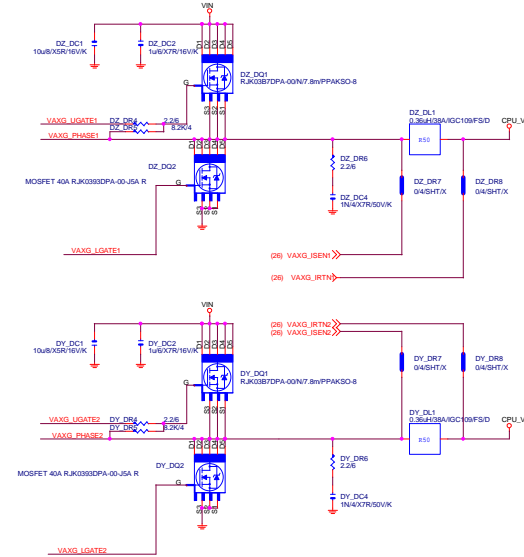 VIN
DZ_DC1
10u/8/X5R/16V/K
DZ_DC2
1u/6/X7R/16V/K
D1
D2
D3
D4
D5
G
DZ_DQ1
RJK03B7DPA-00/N/7.8m/PPAKSO-8
S3
S2
S1
VAXG_UGATE1
DZ_DR4
2.2/6
VAXG_PHASE1
DZ_DR5
8.2K/4
DZ_DL1
0.36uH/38A/IGC109/FS/D
R50
CPU_V
DZ_DQ2
MOSFET 40A RJK0393DPA-00-J5A R
G
DZ_DR6
2.2/6
DZ_DC4
1N/4/X7R/50V/K
DZ_DR7
0/4/SHT/X
DZ_DR8
0/4/SHT/X
VAXG_LGATE1
(26) VAXG_ISEN1
(26) VAXG_IRTN1
VIN
(26) VAXG_IRTN2
(26) VAXG_ISEN2
DY_DC1
10u/8/X5R/16V/K
DY_DC2
1u/6/X7R/16V/K
D1
D2
D3
D4
D5
G
DY_DQ1
RJK03B7DPA-00/N/7.8m/PPAKSO-8
S3
S2
S1
DY_DR7
0/4/SHT/X
DY_DR8
0/4/SHT/X
VAXG_UGATE2
DY_DR4
2.2/6
VAXG_PHASE2
DY_DR5
8.2K/4
DY_DL1
0.36uH/38A/IGC109/FS/D
R50
CPU_V
DY_DQ2
MOSFET 40A RJK0393DPA-00-J5A R
G
DY_DR6
2.2/6
DY_DC4
1N/4/X7R/50V/K
VAXG_LGATE2